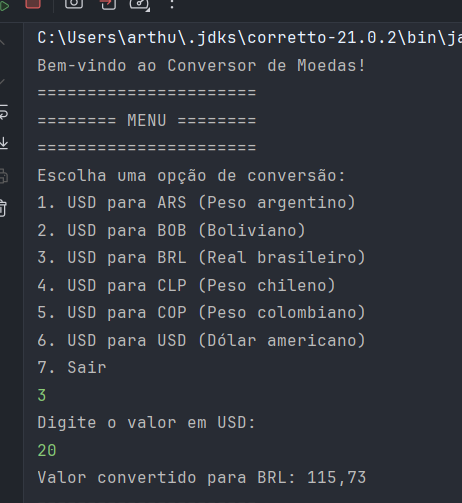 C:\Users\arthu\.jdks\corretto-21.0.2\bin\ja
Bem-vindo ao Conversor de Moedas!
======================
======== MENU ========
======================
Escolha uma opção de conversão:
1. USD para ARS (Peso argentino)
2. USD para BOB (Boliviano)
3. USD para BRL (Real brasileiro)
4. USD para CLP (Peso chileno)
5. USD para COP (Peso colombiano)
6. USD para USD (Dólar americano)
7. Sair
3
Digite o valor em USD:
20
Valor convertido para BRL: 115,73